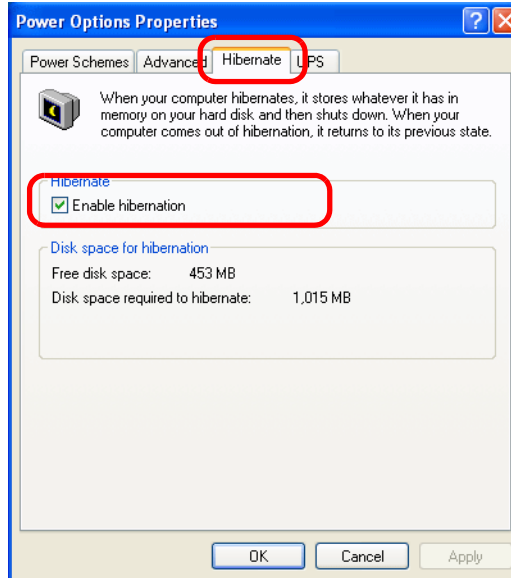 Power Options Properties
Power Schemes Advanced Hibernate UPS
When your computer hibernates, it stores whatever it has in
memory on your hard disk and then shuts down. When your
computer comes out of hibernation, it returns to its previous state.
Hibernate
Enable hibernation
Disk space for hibernation
Free disk space: 453 MB
Disk space required to hibernate: 1,015 MB
OK Cancel Apply